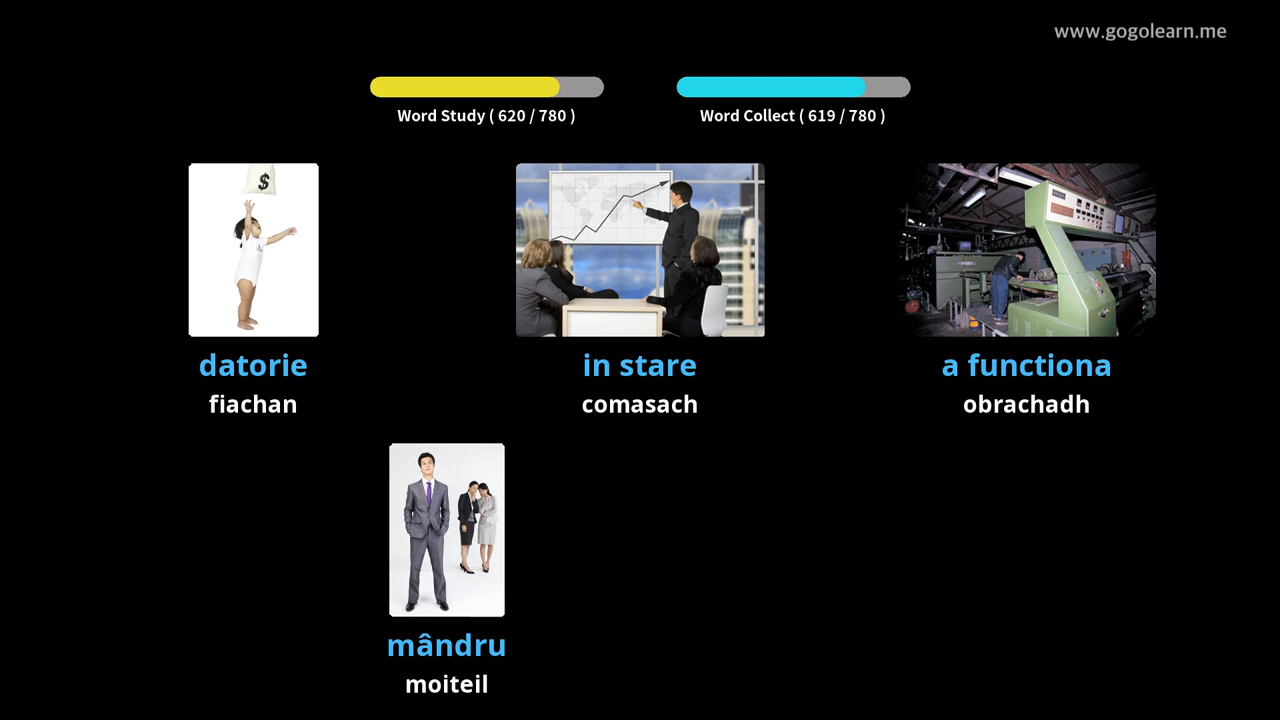 www.gogolearn.me
Word Study ( 620 / 780 )
Word Collect ( 619 / 780 )
$
datorie
in stare
a functiona
fiachan
comasach
obrachadh
mândru
moiteil